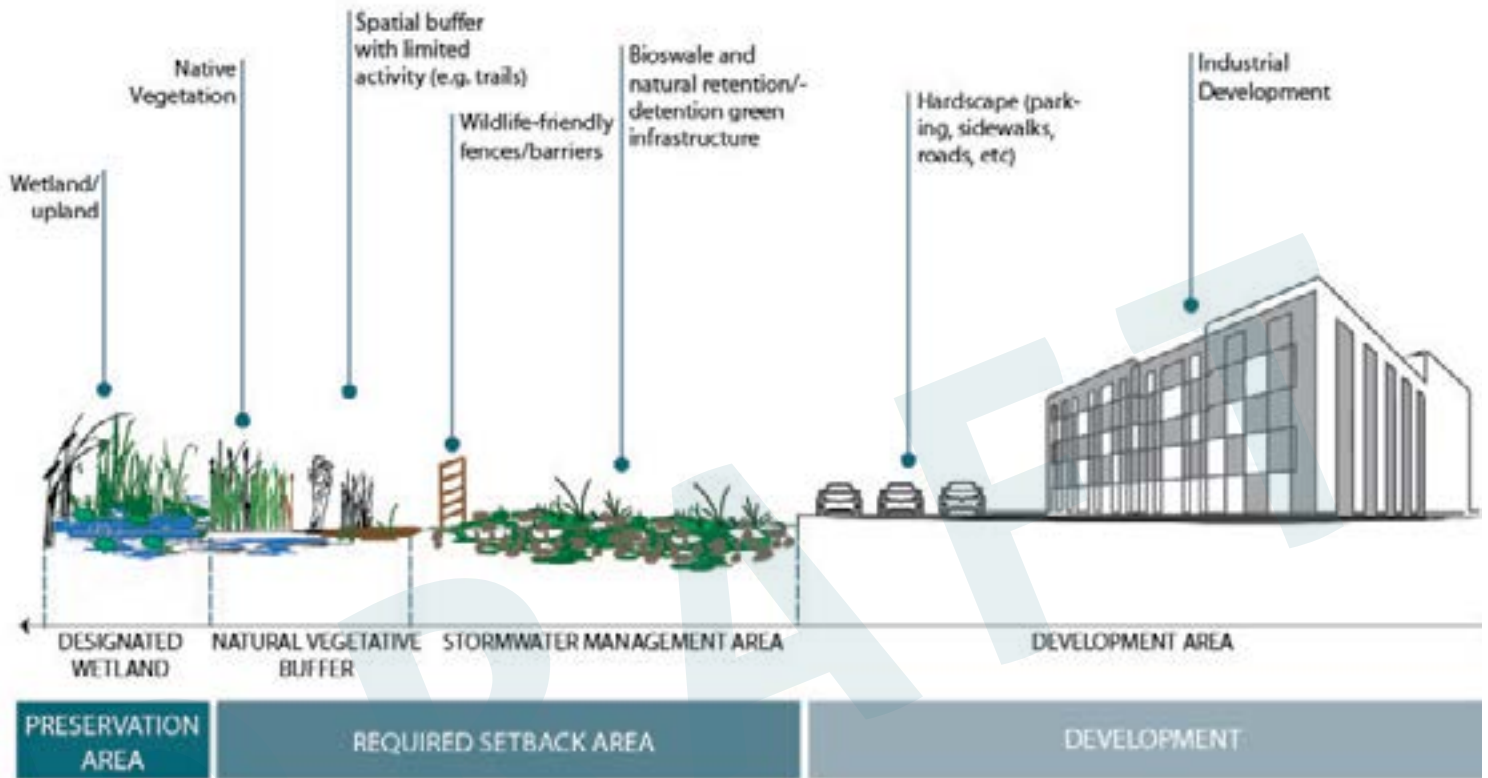 Spatial buffer
with limited
activity (e.g. trails)
Native
Vegetation
Bioswale and
natural retention/-
detention green
infrastructure
Industrial
Development
Hardscape (park-
ing, sidewalks,
roads, etc)
Wildlife-friendly
fences/barriers
Wetland/
upland
DESIGNATED
WETLAND
NATURAL VEGETATIVE
BUFFER
STORMWATER MANAGEMENT AREA
DEVELOPMENT AREA
PRESERVATION
AREA
REQUIRED SETBACK AREA
DEVELOPMENT
DRAFT